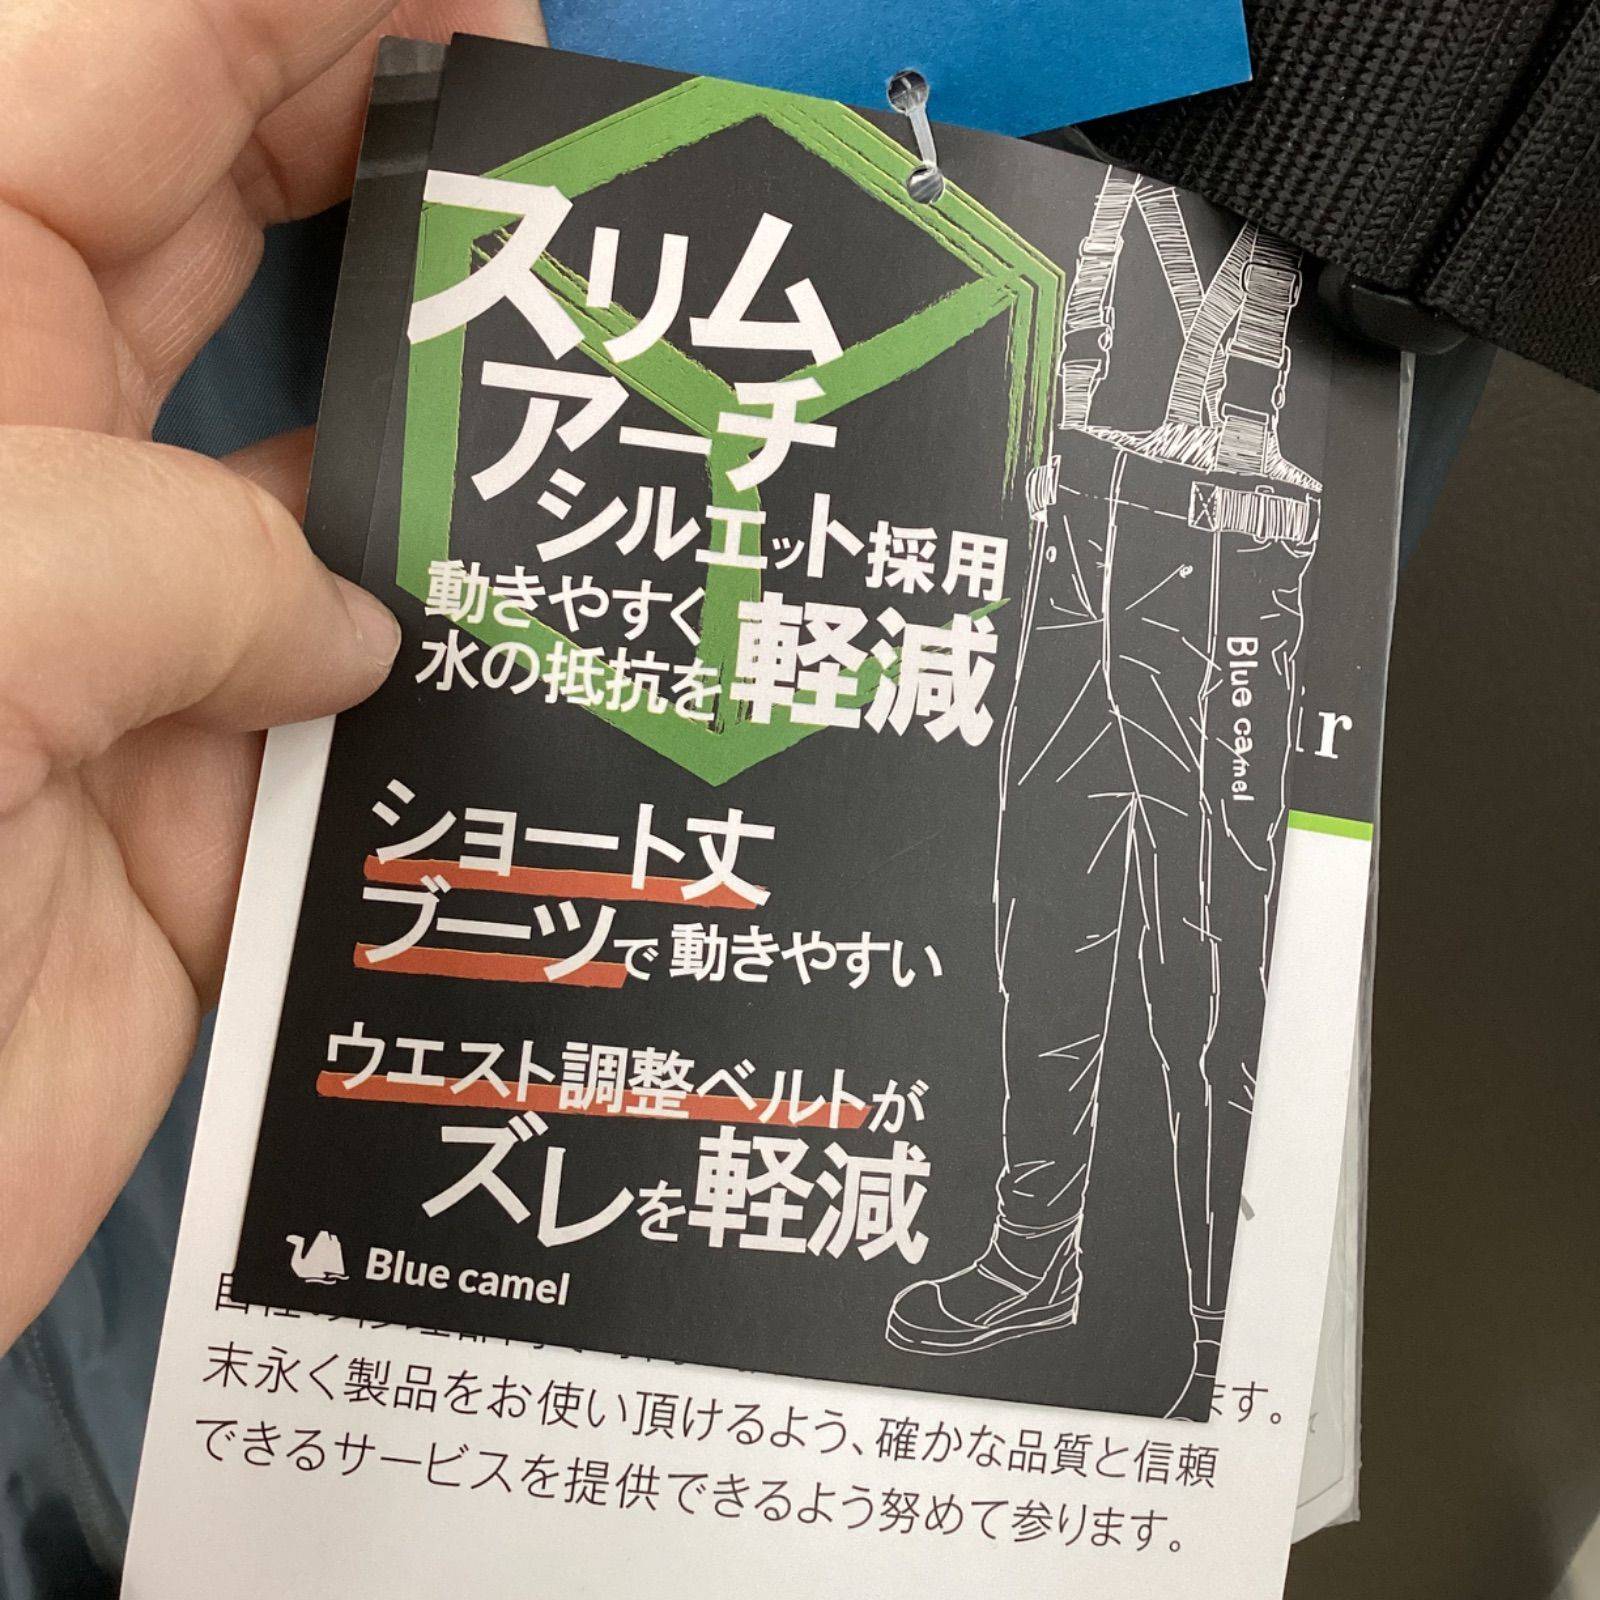 スリム
アーチ
シルエット採用
動きやすく
水の抵抗を軽減
Blue camel
r
ショート丈
ブーツで動きやすい
ウエスト調整ベルトが
ズレを軽減
Blue camel
ます。
末永く製品をお使い頂けるよう、確かな品質と信頼
できるサービスを提供できるよう努めて参ります。